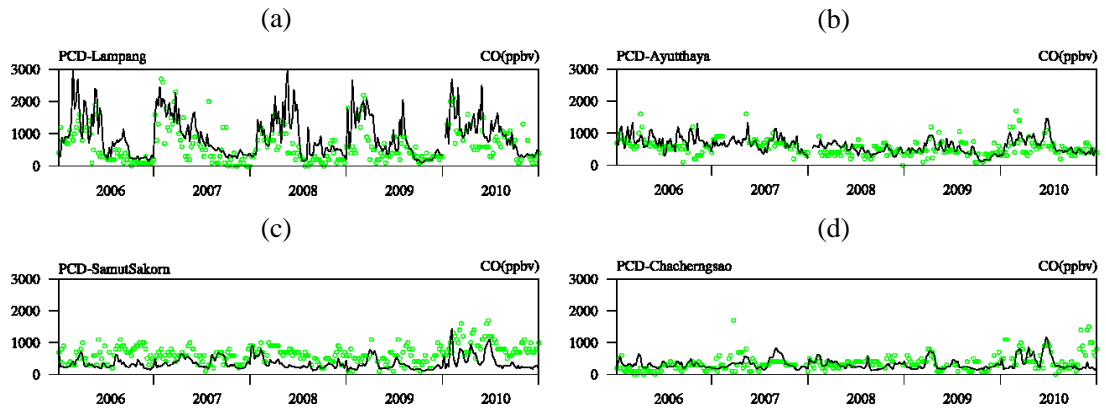 (a)
PCD-Lampang CO(ppbv)
3000
2000
1000
0
2006 2007 2008 2009 2010
(b)
PCD-Ayutthaya CO(ppbv)
3000
2000
1000
0
2006 2007 2008 2009 2010
(c)
PCD-SamutSakorn CO(ppbv)
3000
2000
1000
0
2006 2007 2008 2009 2010
(d)
PCD-Chacherngsao CO(ppbv)
3000
2000
1000
0
2006 2007 2008 2009 2010